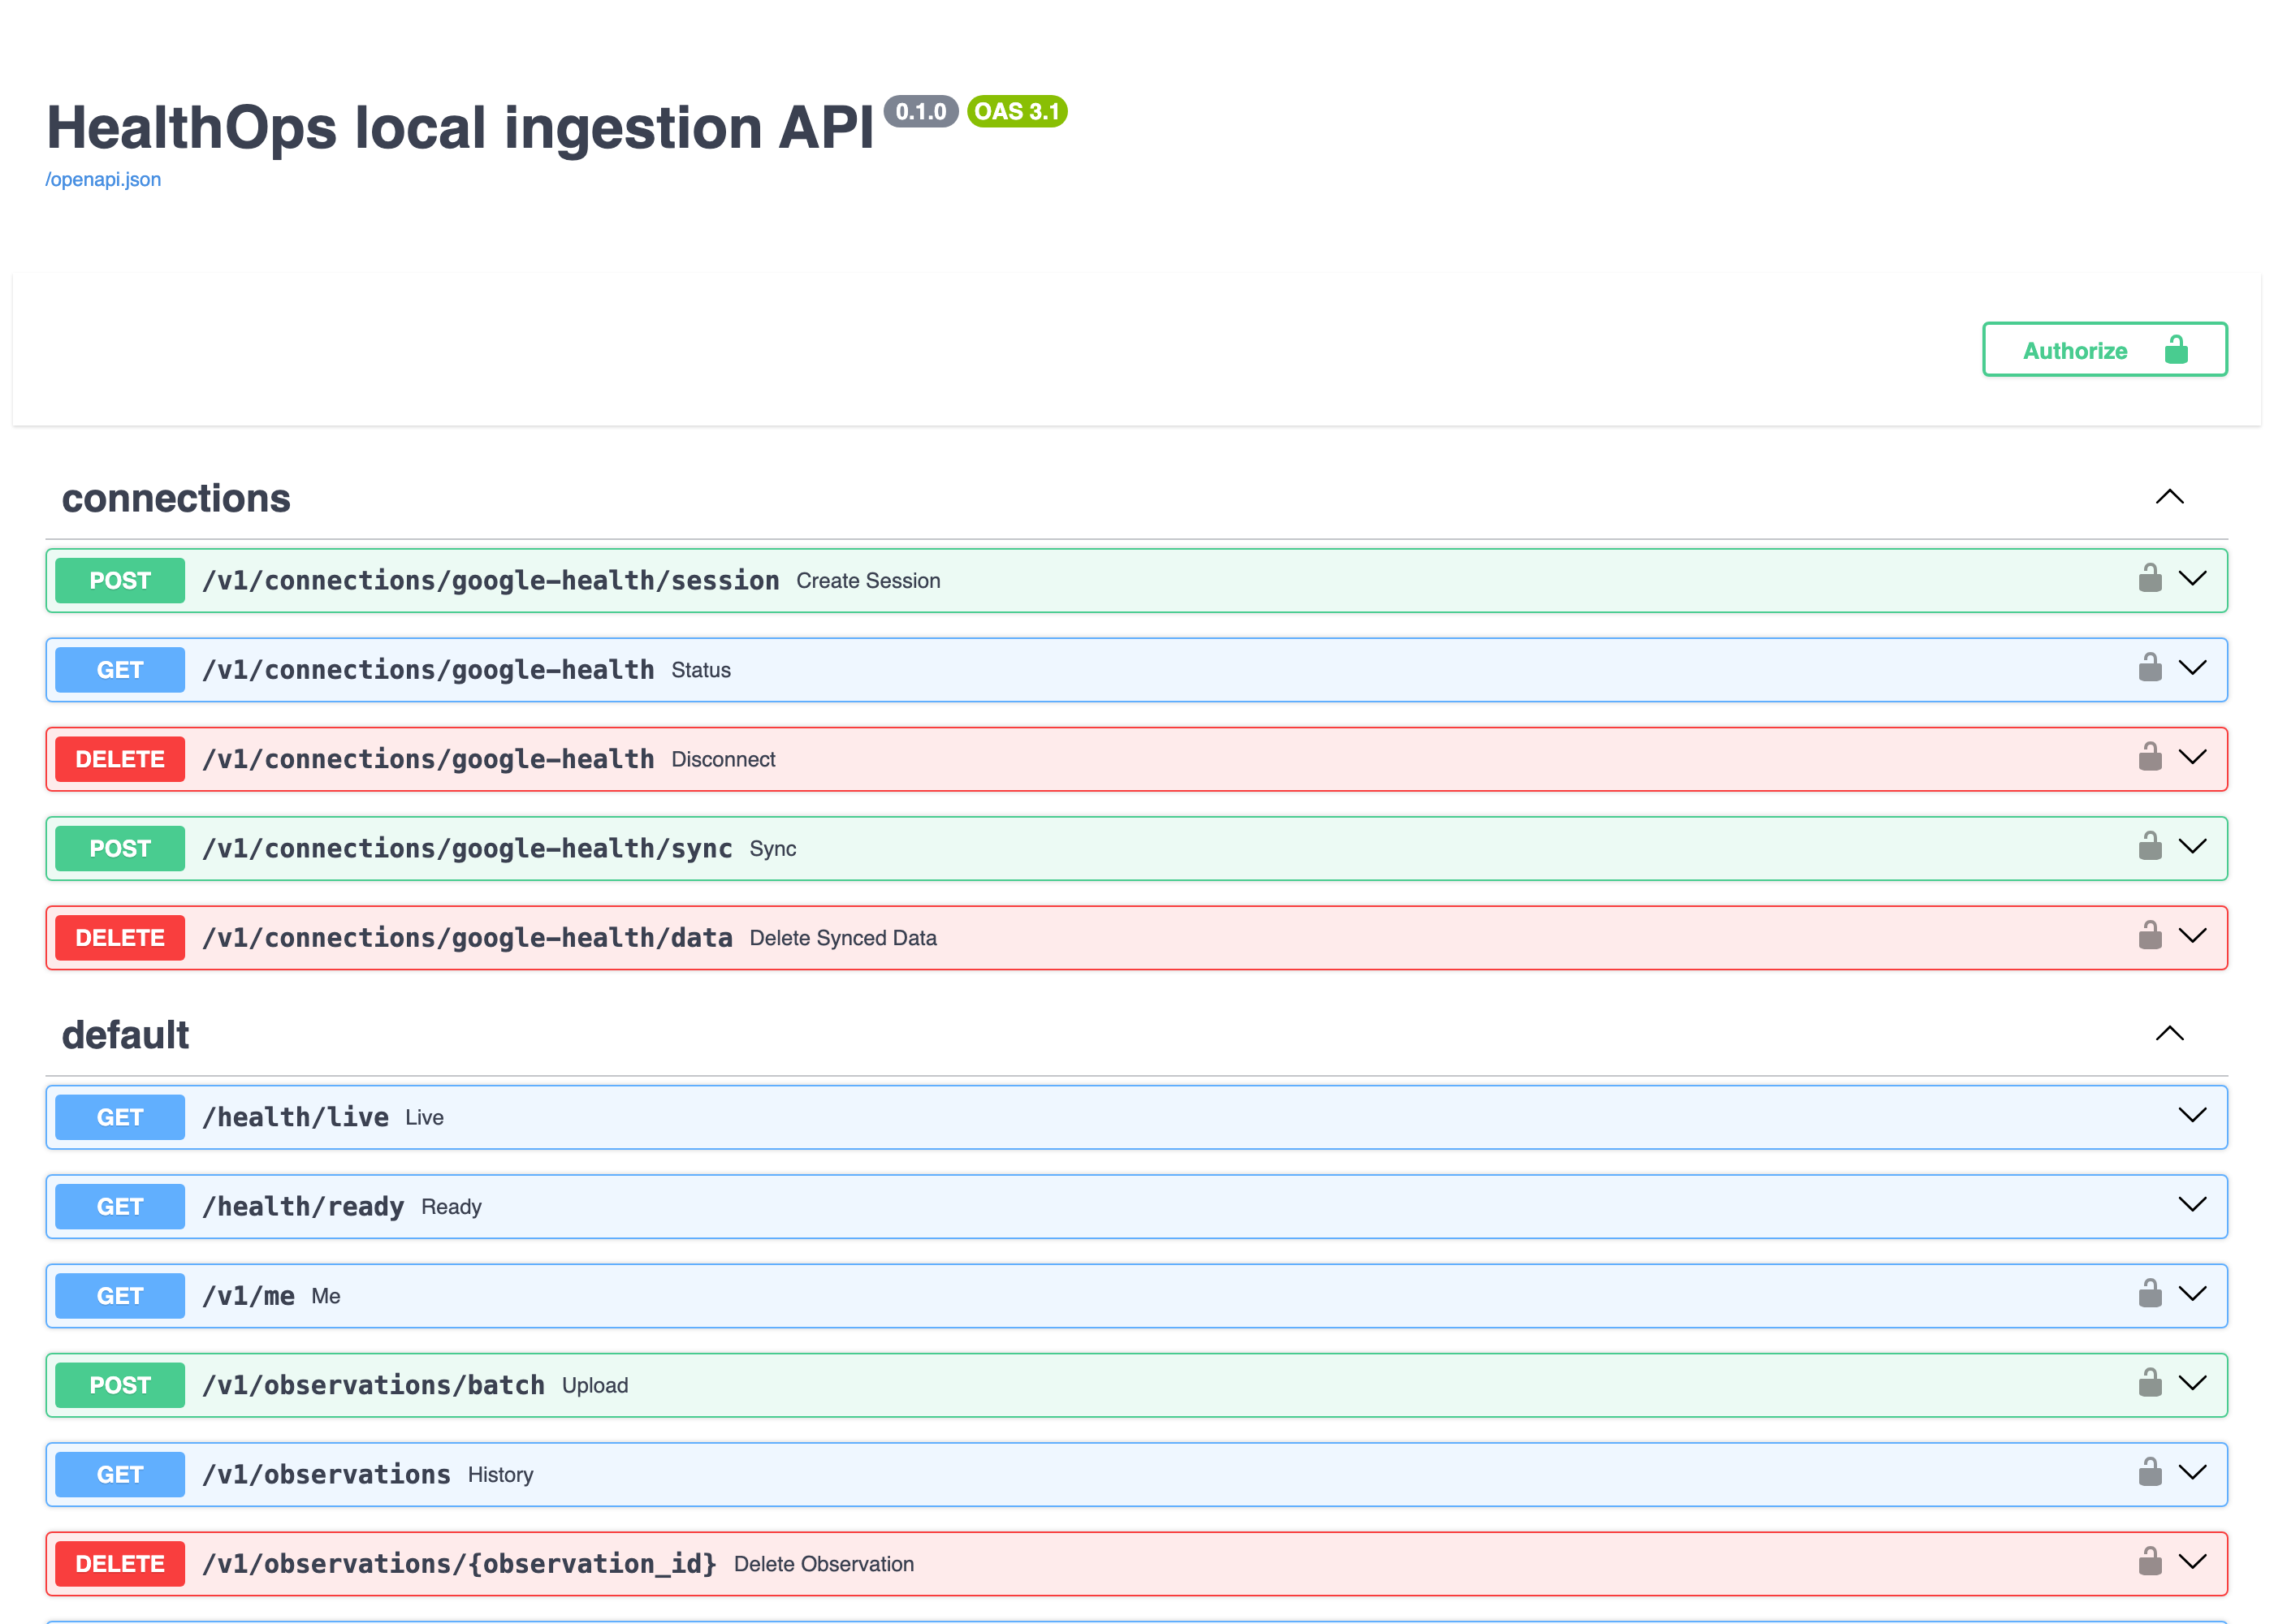 HealthOps local ingestion API 0.1.0 OAS 3.1
/openapi.json
Authorize
connections
POST /v1/connections/google-health/session Create Session
GET /v1/connections/google-health Status
DELETE /v1/connections/google-health Disconnect
POST /v1/connections/google-health/sync Sync
DELETE /v1/connections/google-health/data Delete Synced Data
default
GET /health/live Live
GET /health/ready Ready
GET /v1/me Me
POST /v1/observations/batch Upload
GET /v1/observations History
DELETE /v1/observations/{observation_id} Delete Observation